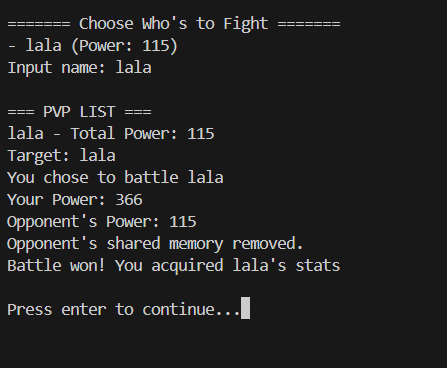 ======= Choose Who's to Fight =======
- lala (Power: 115)
Input name: lala
=== PVP LIST ===
lala - Total Power: 115
Target: lala
You chose to battle lala
Your Power: 366
Opponent's Power: 115
Opponent's shared memory removed.
Battle won! You acquired lala's stats
Press enter to continue...